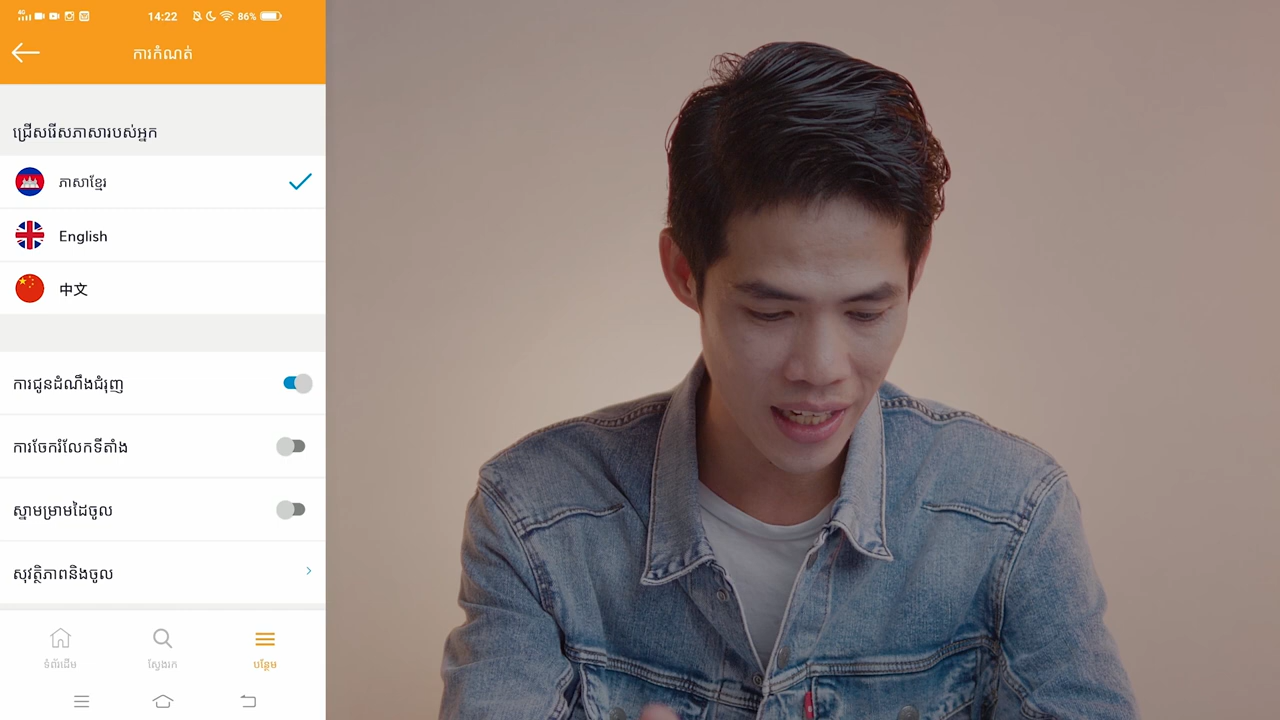 4G 14:22 86%
ការកំណត់
ជ្រើសរើសភាសារបស់អ្នក
ភាសាខ្មែរ
English
中文
ការជូនដំណឹងជំរុញ
ការចែករំលែកទីតាំង
ស្នាមម្រាមដៃចូល
សុវត្ថិភាពនិងចូល
ទំព័រដើម ស្វែងរក បន្ថែម